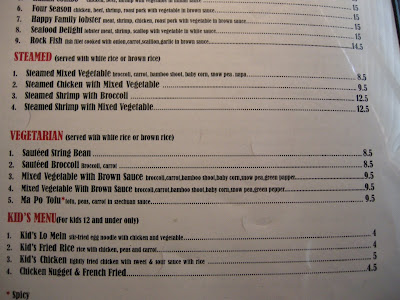 6. Four Season chicken, beef, shrimp, roast pork with vegetable in brown sauce 15
7. Happy Family lobster meat, shrimp, chicken, roast pork with vegetable in brown sauce 15
8. Seafood Delight lobster meat, shrimp, scallop with vegetable in white sauce 15
9. Rock Fish fish filet cooked with onion,carrot,scallion,garlic in brown sauce 14.5
STEAMED (served with white rice or brown rice)
1. Steamed Mixed Vegetable broccoli, carrot, bamboo shoot, baby corn, snow pea, napa 8.5
2. Steamed Chicken with Mixed Vegetable 9.5
3. Steamed Shrimp with Broccoli 12.5
4. Steamed Shrimp with Mixed Vegetable 12.5
VEGETARIAN (served with white rice or brown rice)
1. Sautéed String Bean 8.5
2. Sautéed Broccoli Broccoli, carrot 8.5
3. Mixed Vegetable with Brown Sauce broccoli,carrot,bamboo shoot,baby corn,snow pea,green pepper 9.5
4. Mixed Vegetable With Brown Sauce broccoli,carrot,bamboo shoot,baby corn,snow pea,green pepper 9.5
5. Ma Po Tofu* tofu, peas, carrot in szechuan sauce 9.5
KID'S MENU(For kids 12 and under only)
1. Kid's Lo Mein stir-fried egg noodle with chicken and vegetable 4
2. Kid's Fried Rice rice with chicken, peas and carrot 4
3. Kid's Chicken lightly fried chicken with sweet & sour sauce with rice 5
4. Chicken Nugget & French Fried 4.5
* Spicy